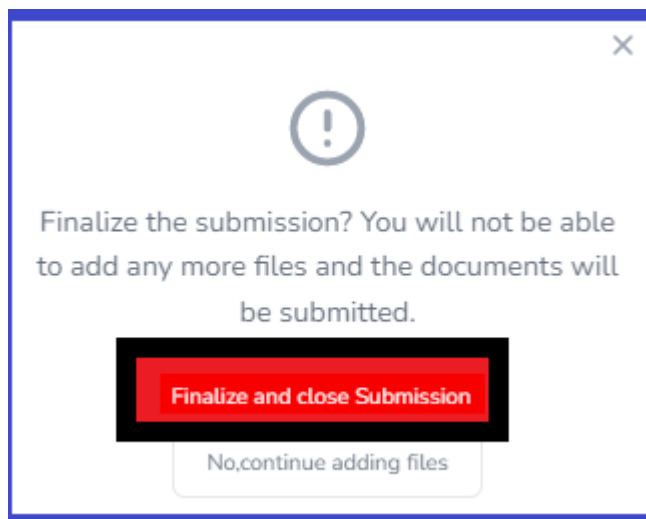 Finalize the submission? You will not be able
to add any more files and the documents will
be submitted.
Finalize and close Submission
No,continue adding files